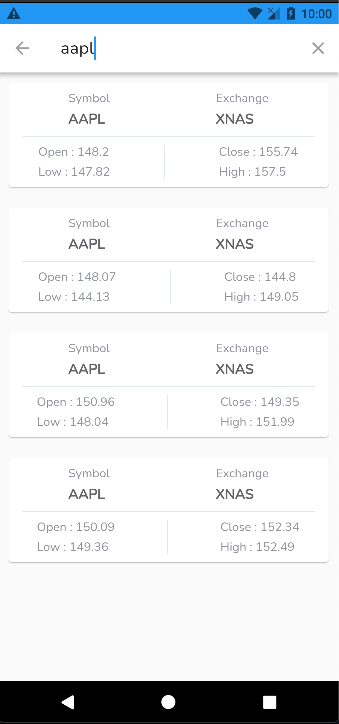 10:00
aapl
Symbol Exchange
AAPL XNAS
Open : 148.2 Close : 155.74
Low : 147.82 High : 157.5
Symbol Exchange
AAPL XNAS
Open : 148.07 Close : 144.8
Low : 144.13 High : 149.05
Symbol Exchange
AAPL XNAS
Open : 150.96 Close : 149.35
Low : 148.04 High : 151.99
Symbol Exchange
AAPL XNAS
Open : 150.09 Close : 152.34
Low : 149.36 High : 152.49